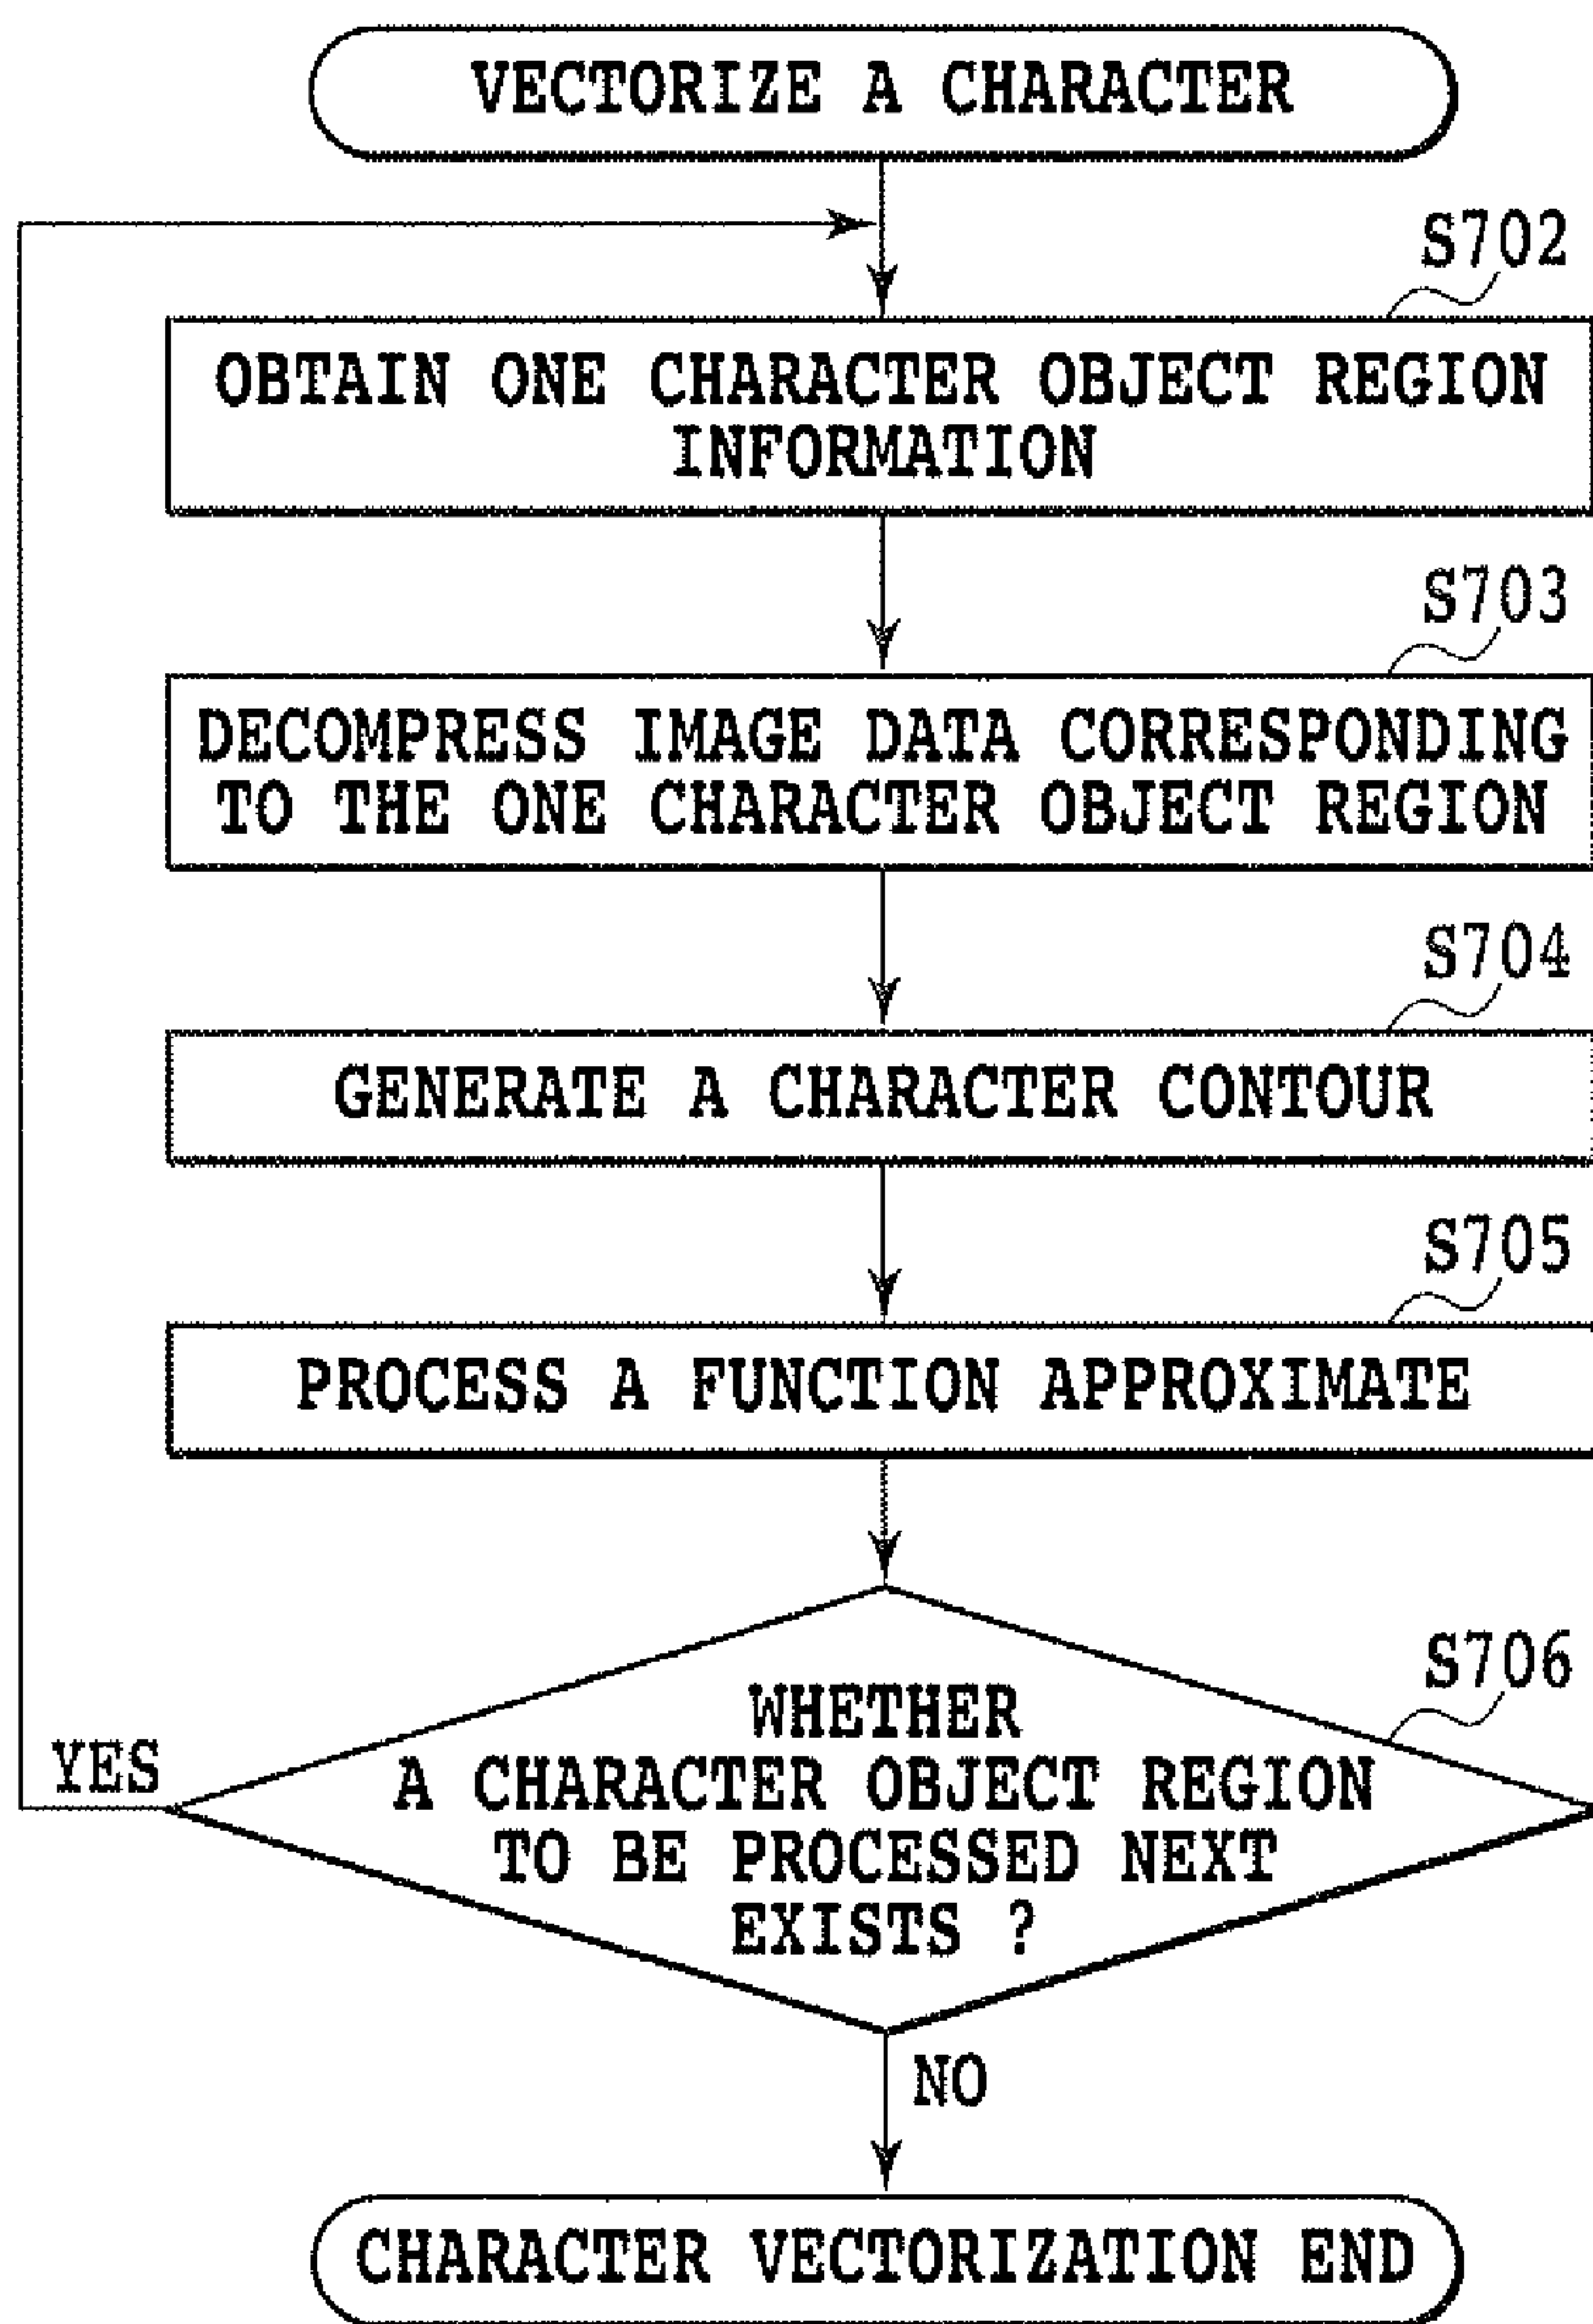 VECTORIZE A CHARACTER
S702
OBTAIN ONE CHARACTER OBJECT REGION
INFORMATION
S703
DECOMPRESS IMAGE DATA CORRESPONDING
TO THE ONE CHARACTER OBJECT REGION
S704
GENERATE A CHARACTER CONTOUR
S705
PROCESS A FUNCTION APPROXIMATE
S706
WHETHER
A CHARACTER OBJECT REGION
TO BE PROCESSED NEXT
EXISTS ?
YES
NO
CHARACTER VECTORIZATION END